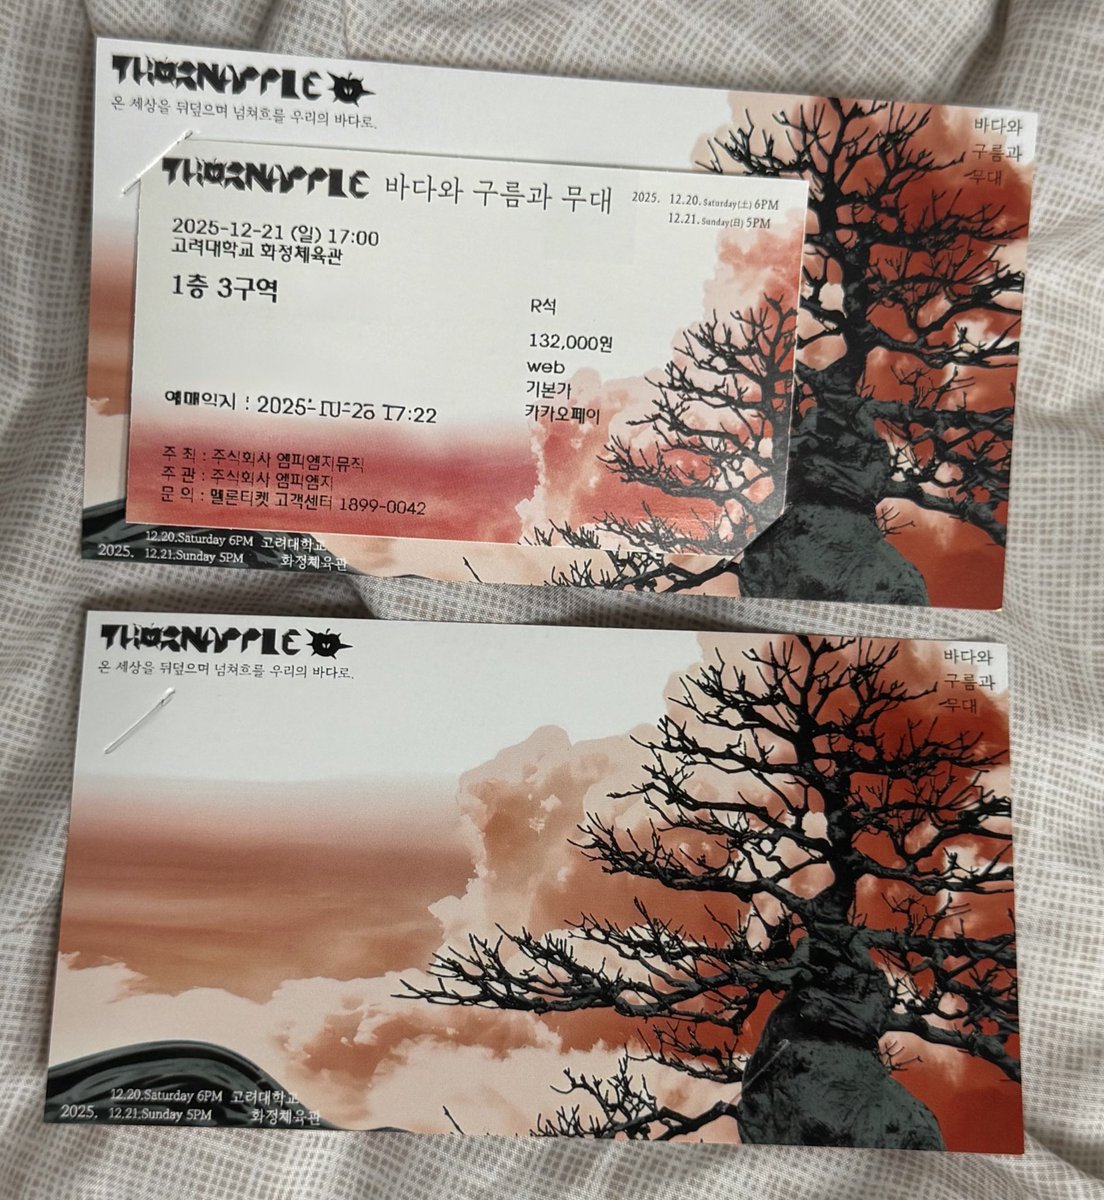 THORNAPPLE
온 세상을 뒤덮으며 넘쳐흐를 우리의 바다로.
바다와
구름과
무대
THORNAPPLE 바다와 구름과 무대
2025. 12.20.Saturday(土) 6PM
12.21.Sunday(日) 5PM
2025-12-21 (일) 17:00
고려대학교 화정체육관
1층 3구역
R석
132,000원
web
기본가
카카오페이
예매일시 : 17:22
주 최 : 주식회사 엠피엠지뮤직
주 관 : 주식회사 엠피엠지
문 의 : 멜론티켓 고객센터 1899-0042
2025. 12.20.Saturday 6PM 고려대학교
12.21.Sunday 5PM 화정체육관
THORNAPPLE
온 세상을 뒤덮으며 넘쳐흐를 우리의 바다로.
바다와
구름과
무대
2025. 12.20.Saturday 6PM 고려대학교
12.21.Sunday 5PM 화정체육관